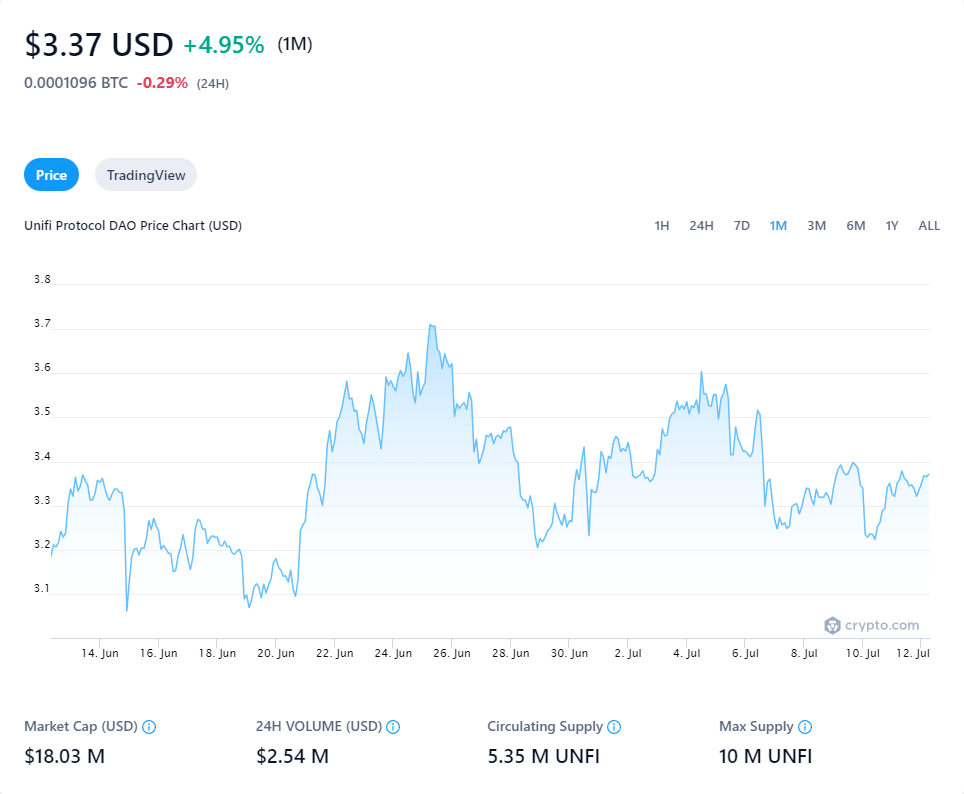 $3.37 USD +4.95% (1M)
0.0001096 BTC -0.29% (24H)
Price TradingView
Unifi Protocol DAO Price Chart (USD) 1H 24H 7D 1M 3M 6M 1Y ALL
3.8
3.7
3.6
3.5
3.4
3.3
3.2
3.1
crypto.com
14. Jun 16. Jun 18. Jun 20. Jun 22. Jun 24. Jun 26. Jun 28. Jun 30. Jun 2. Jul 4. Jul 6. Jul 8. Jul 10. Jul 12. Jul
Market Cap (USD) 24H VOLUME (USD) Circulating Supply Max Supply
$18.03 M $2.54 M 5.35 M UNFI 10 M UNFI